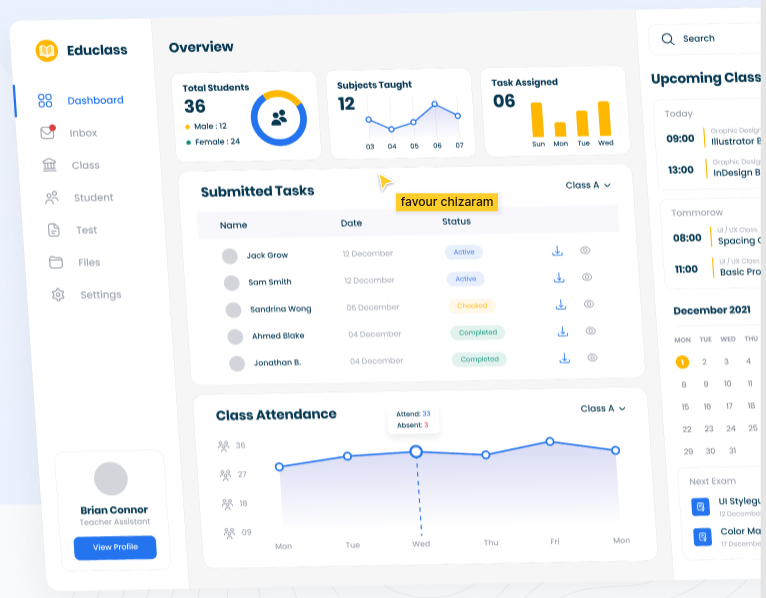 Educlass
Dashboard
Inbox
Class
Student
Test
Files
Settings
Brian Connor
Teacher Assistant
View Profile
Overview
Total Students
36
Male : 12
Female : 24
Subjects Taught
12
03 04 05 06 07
Task Assigned
06
Sun Mon Tue Wed
favour chizaram
Submitted Tasks
Class A
Name Date Status
Jack Grow 12 December Active
Sam Smith 12 December Active
Sandrina Wong 06 December Checked
Ahmed Blake 04 December Completed
Jonathan B. 04 December Completed
Class Attendance
Class A
Attend: 33
Absent: 3
36
27
18
09
Mon Tue Wed Thu Fri Mon
Search
Upcoming Class
Today
09:00
Graphic Desig
Illustrator B
13:00
Graphic Desig
InDesign B
Tommorow
08:00
UI / UX Class
Spacing
11:00
UI / UX Class
Basic Pro
December 2021
MON TUE WED THU
1 2 3 4
8 9 10 11
15 16 17 18
22 23 24 25
29 30 31
Next Exam
UI Stylegu
12 Decembe
Color Ma
17 Decembe